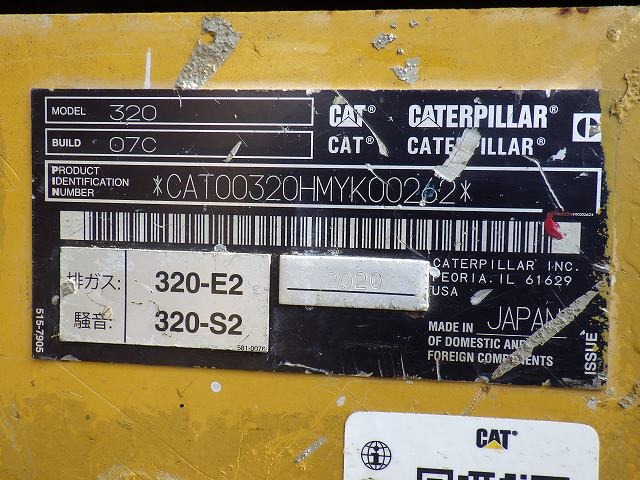 MODEL 320
BUILD 07C
CAT® CATERPILLAR®
CAT® CATERPILLAR®
PRODUCT
IDENTIFICATION
NUMBER
*CAT00320HMYK00262*
排ガス: 320-E2
騒音: 320-S2
581-0076
2020
CATERPILLAR INC.
PEORIA. IL 61629
USA
MADE IN JAPAN
OF DOMESTIC AND
FOREIGN COMPONENTS
515-7905
ISSUE
CAT®